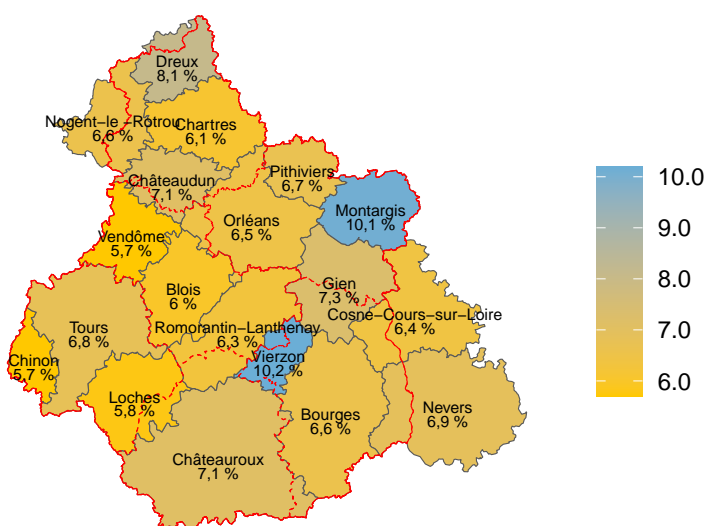 Dreux
8,1 %
Nogent−le −Rotrou
6,6 %
Chartres
6,1 %
Châteaudun
7,1 %
Pithiviers
6,7 %
Montargis
10,1 %
Orléans
6,5 %
Vendôme
5,7 %
Blois
6 %
Gien
7,3 %
Cosne−Cours−sur−Loire
6,4 %
Tours
6,8 %
Romorantin−Lanthenay
6,3 %
Vierzon
10,2 %
Chinon
5,7 %
Loches
5,8 %
Bourges
6,6 %
Nevers
6,9 %
Châteauroux
7,1 %
10.0
9.0
8.0
7.0
6.0